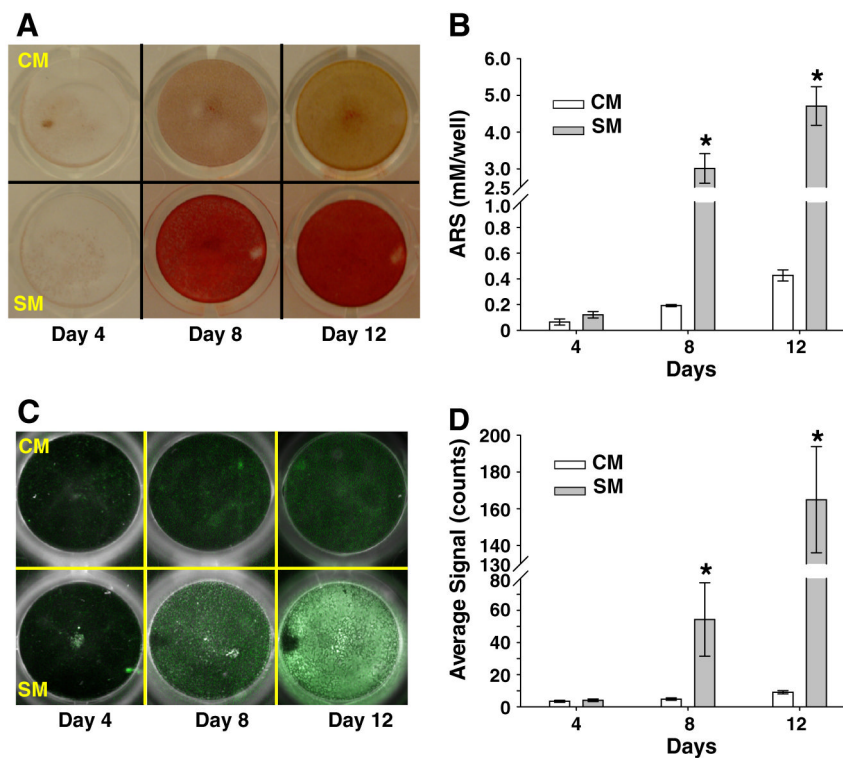 A
CM
SM
Day 4
Day 8
Day 12
B
ARS (mM/well)
6.0
5.0
4.0
3.0
2.5
1.0
0.8
0.6
0.4
0.2
0
CM
SM
*
*
4
8
12
Days
C
CM
SM
Day 4
Day 8
Day 12
D
Average Signal (counts)
200
180
160
140
130
80
60
40
20
10
0
CM
SM
*
*
4
8
12
Days